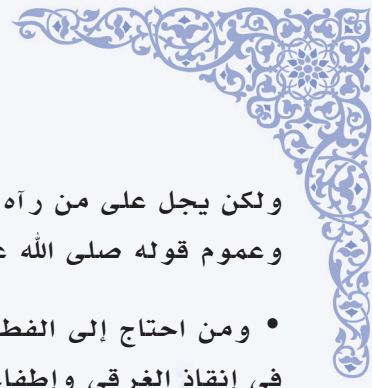 ولكن يجل على من رآه
وعموم قوله صلى الله ع
• ومن احتاج إلى الفط
في إنقاذ الغرقى وإطفا